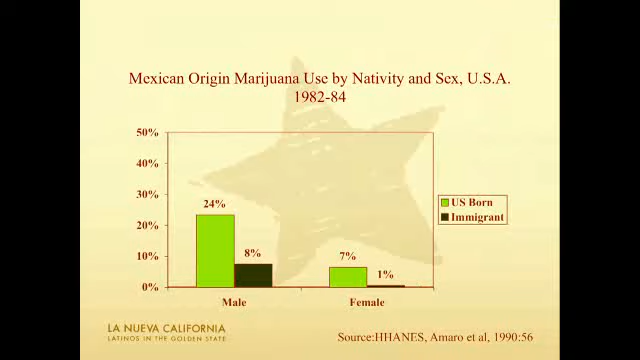 Mexican Origin Marijuana Use by Nativity and Sex, U.S.A.
1982-84
50%
40%
30%
20%
10%
0%
24%
8%
7%
1%
Male
Female
US Born
Immigrant
LA NUEVA CALIFORNIA
LATINOS IN THE GOLDEN STATE
Source:HHANES, Amaro et al, 1990:56